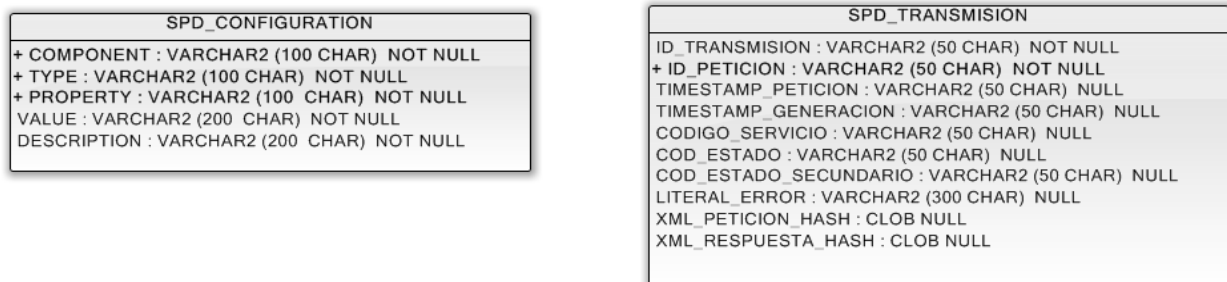 SPD_CONFIGURATION
+ COMPONENT : VARCHAR2 (100 CHAR) NOT NULL
+ TYPE : VARCHAR2 (100 CHAR) NOT NULL
+ PROPERTY : VARCHAR2 (100 CHAR) NOT NULL
VALUE : VARCHAR2 (200 CHAR) NOT NULL
DESCRIPTION : VARCHAR2 (200 CHAR) NOT NULL
SPD_TRANSMISION
ID_TRANSMISION : VARCHAR2 (50 CHAR) NOT NULL
+ ID_PETICION : VARCHAR2 (50 CHAR) NOT NULL
TIMESTAMP_PETICION : VARCHAR2 (50 CHAR) NULL
TIMESTAMP_GENERACION : VARCHAR2 (50 CHAR) NULL
CODIGO_SERVICIO : VARCHAR2 (50 CHAR) NULL
COD_ESTADO : VARCHAR2 (50 CHAR) NULL
COD_ESTADO_SECUNDARIO : VARCHAR2 (50 CHAR) NULL
LITERAL_ERROR : VARCHAR2 (300 CHAR) NULL
XML_PETICION_HASH : CLOB NULL
XML_RESPUESTA_HASH : CLOB NULL